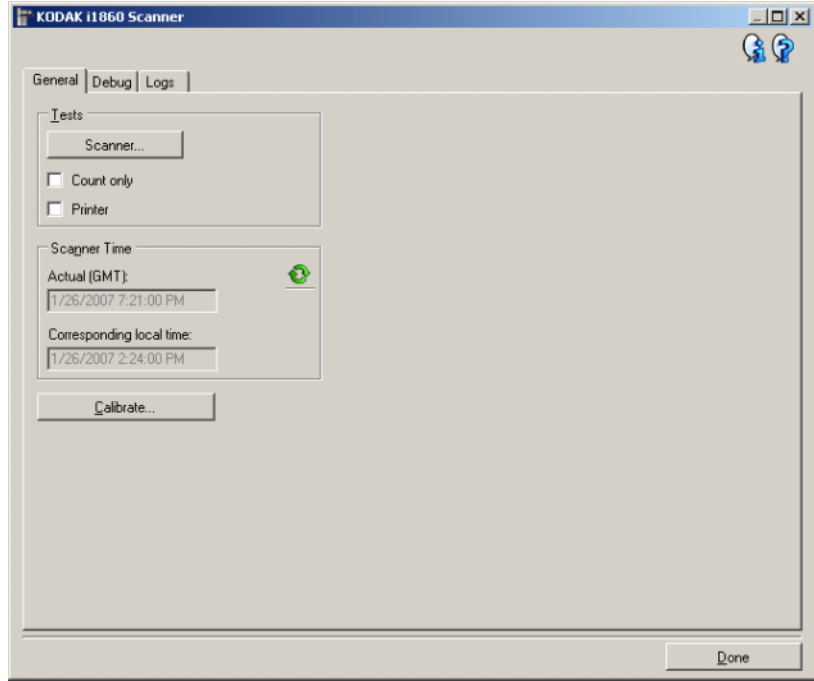 KODAK i1860 Scanner
General Debug Logs
Tests
Scanner...
Count only
Printer
Scanner Time
Actual (GMT):
1/26/2007 7:21:00 PM
Corresponding local time:
1/26/2007 2:24:00 PM
Calibrate...
Done